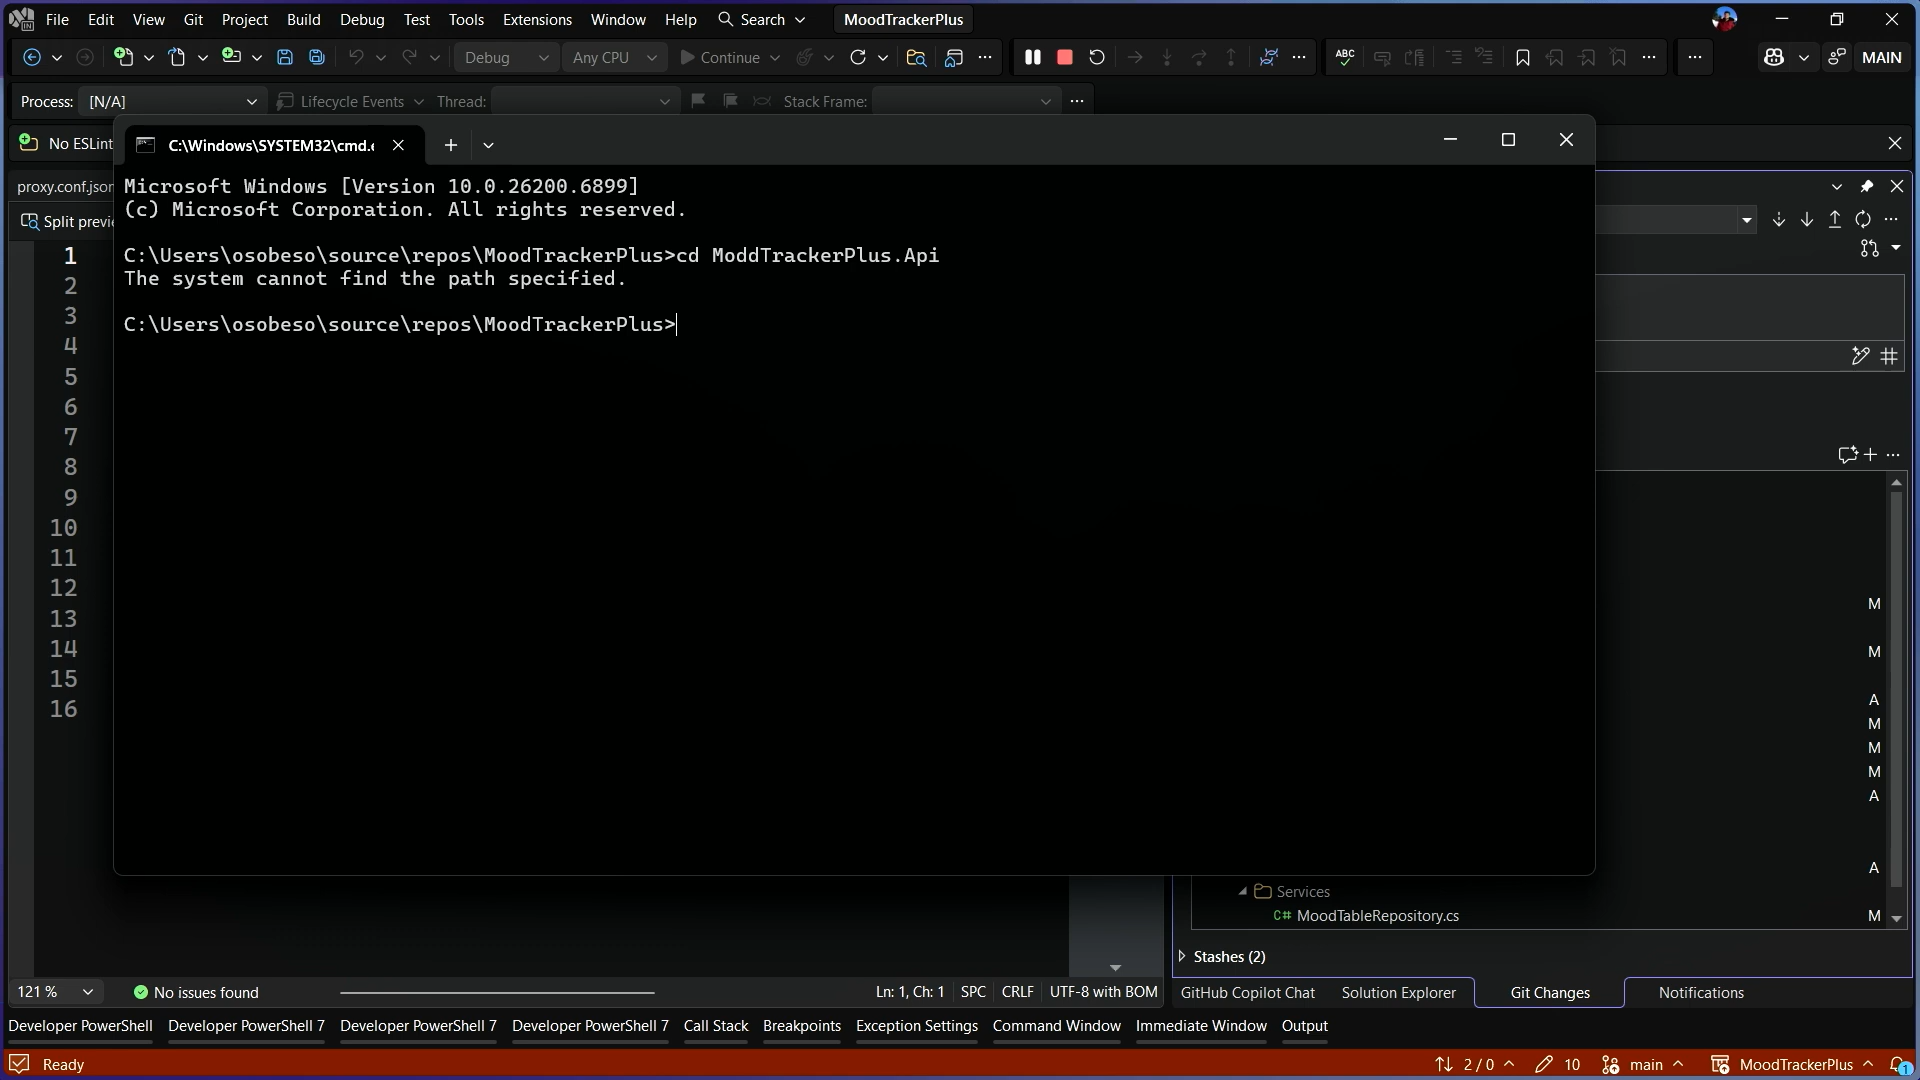 File Edit View Git Project Build Debug Test Tools Extensions Window Help Search MoodTrackerPlus
Debug Any CPU Continue MAIN
Process: [N/A] Lifecycle Events Thread: Stack Frame:
No ESLint
C:\Windows\SYSTEM32\cmd.
proxy.conf.json
Split previe
Microsoft Windows [Version 10.0.26200.6899]
(c) Microsoft Corporation. All rights reserved.
C:\Users\osobeso\source\repos\MoodTrackerPlus>cd ModdTrackerPlus.Api
The system cannot find the path specified.
C:\Users\osobeso\source\repos\MoodTrackerPlus>
1
2
3
4
5
6
7
8
9
10
11
12
13
14
15
16
M
M
A
M
M
M
A
A
Services
C# MoodTableRepository.cs M
Stashes (2)
121 % No issues found Ln: 1, Ch: 1 SPC CRLF UTF-8 with BOM
GitHub Copilot Chat Solution Explorer Git Changes Notifications
Developer PowerShell Developer PowerShell 7 Developer PowerShell 7 Developer PowerShell 7 Call Stack Breakpoints Exception Settings Command Window Immediate Window Output
Ready 2 / 0 10 main MoodTrackerPlus 1